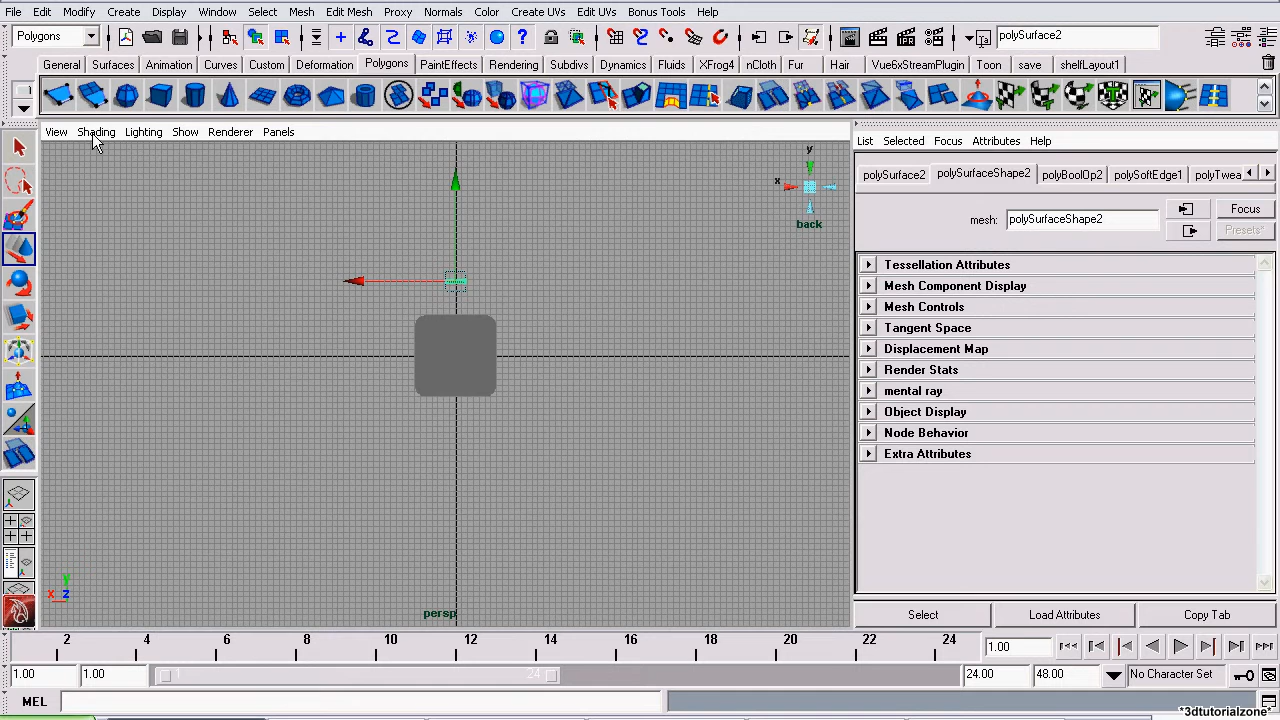 File Edit Modify Create Display Window Select Mesh Edit Mesh Proxy Normals Color Create UVs Edit UVs Bonus Tools Help
Polygons polySurface2
General Surfaces Animation Curves Custom Deformation Polygons PaintEffects Rendering Subdivs Dynamics Fluids XFrog4 nCloth Fur Hair Vue6xStreamPlugin Toon save shelfLayout1
View Shading Lighting Show Renderer Panels
List Selected Focus Attributes Help
polySurface2 polySurfaceShape2 polyBoolOp2 polySoftEdge1 polyTwea
mesh: polySurfaceShape2 Focus
Presets*
y
x
back
Tessellation Attributes
Mesh Component Display
Mesh Controls
Tangent Space
Displacement Map
Render Stats
mental ray
Object Display
Node Behavior
Extra Attributes
y
x z
persp
Select Load Attributes Copy Tab
2 4 6 8 10 12 14 16 18 20 22 24 1.00
1.00 1.00 1 24 24.00 48.00 No Character Set
MEL
*3dtutorialzone*